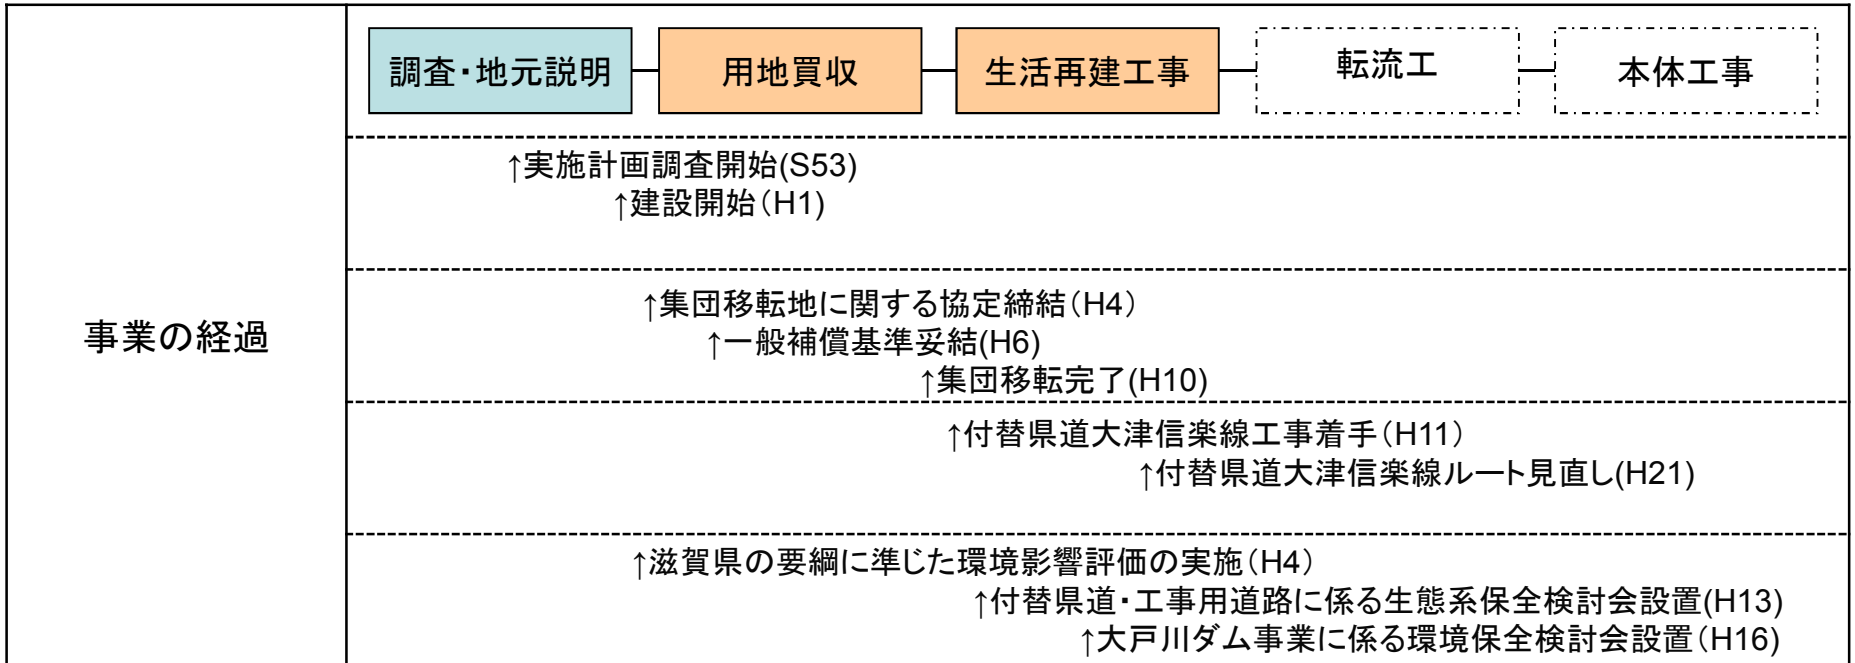 事業の経過
調査・地元説明
用地買収
生活再建工事
転流工
本体工事
↑実施計画調査開始(S53)
↑建設開始（H1)
↑集団移転地に関する協定締結（H4）
↑一般補償基準妥結(H6)
↑集団移転完了(H10)
↑付替県道大津信楽線工事着手（H11）
↑付替県道大津信楽線ルート見直し(H21)
↑滋賀県の要綱に準じた環境影響評価の実施（H4）
↑付替県道・工事用道路に係る生態系保全検討会設置(H13)
↑大戸川ダム事業に係る環境保全検討会設置（H16)